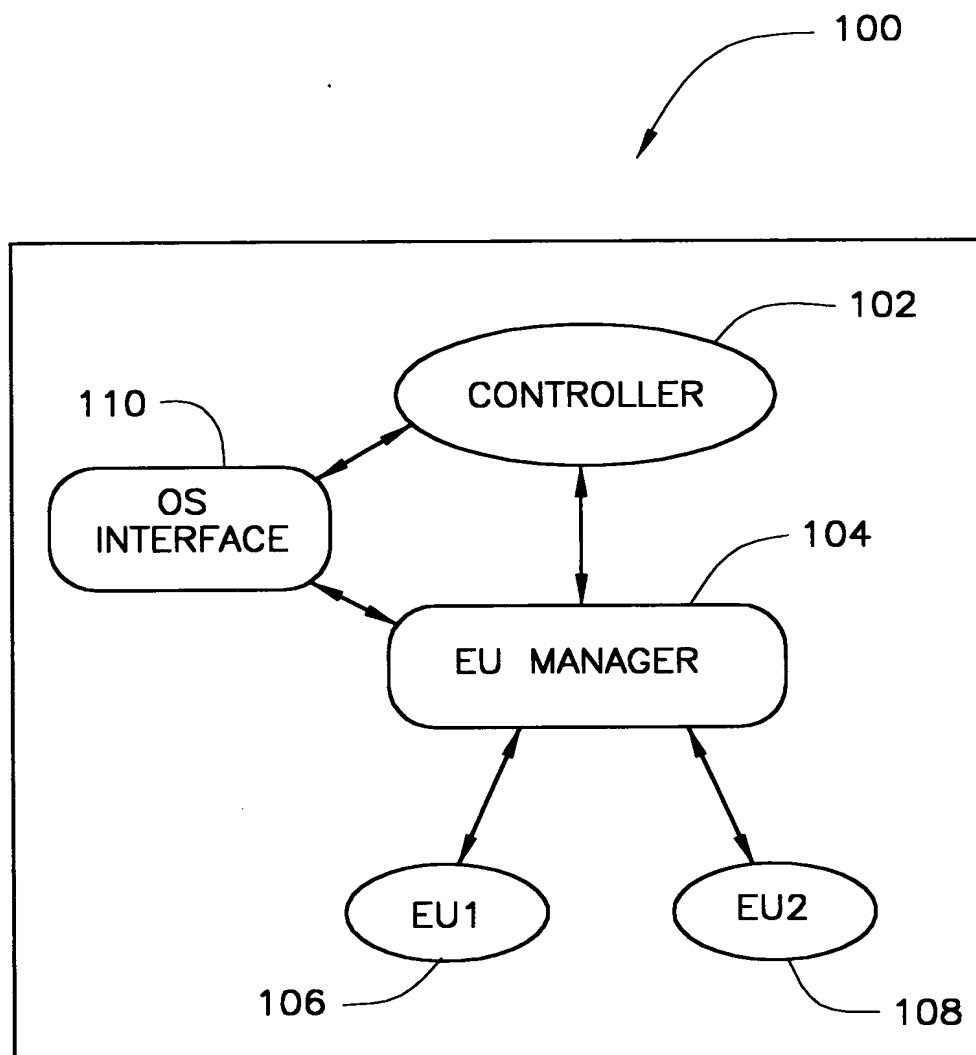 100
102
CONTROLLER
110
OS
INTERFACE
104
EU MANAGER
EU1
EU2
106
108